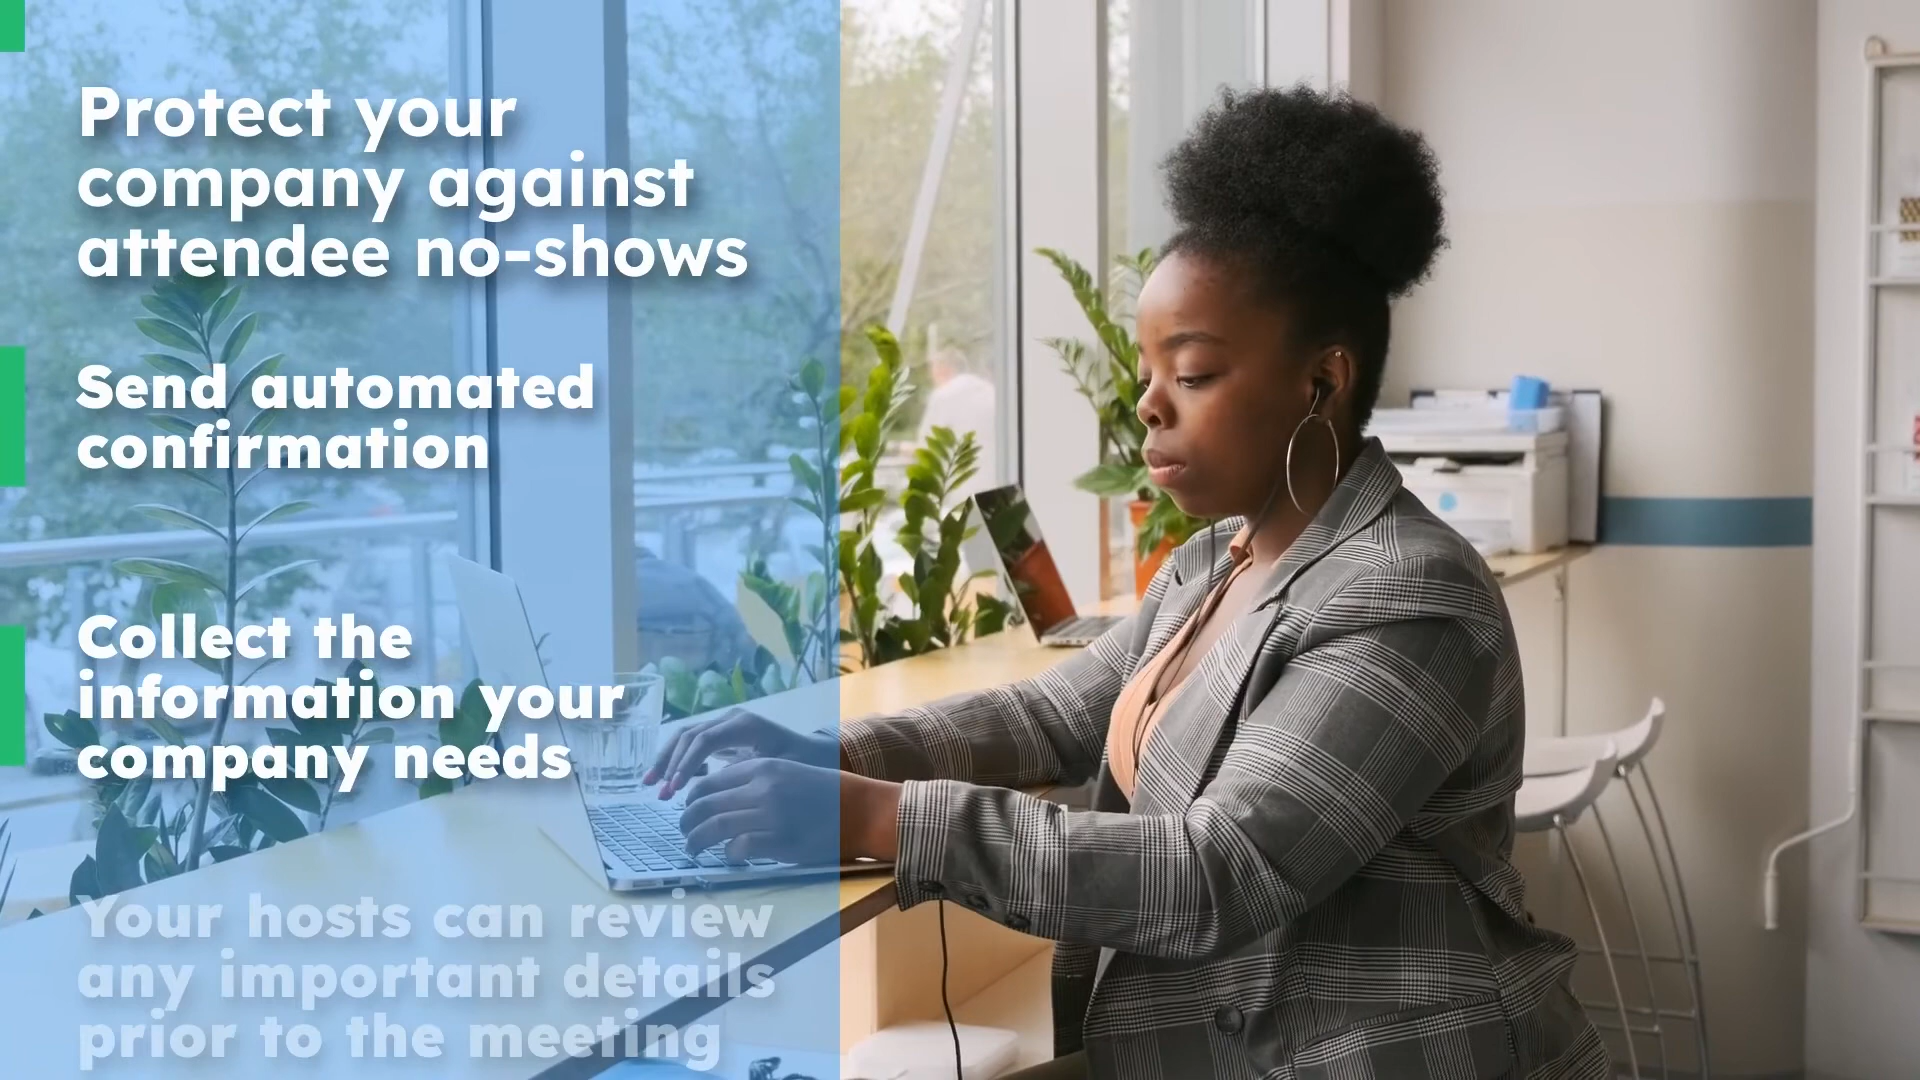 Protect your
company against
attendee no-shows
Send automated
confirmation
Collect the
information your
company needs
Your hosts can review
any important details
prior to the meeting